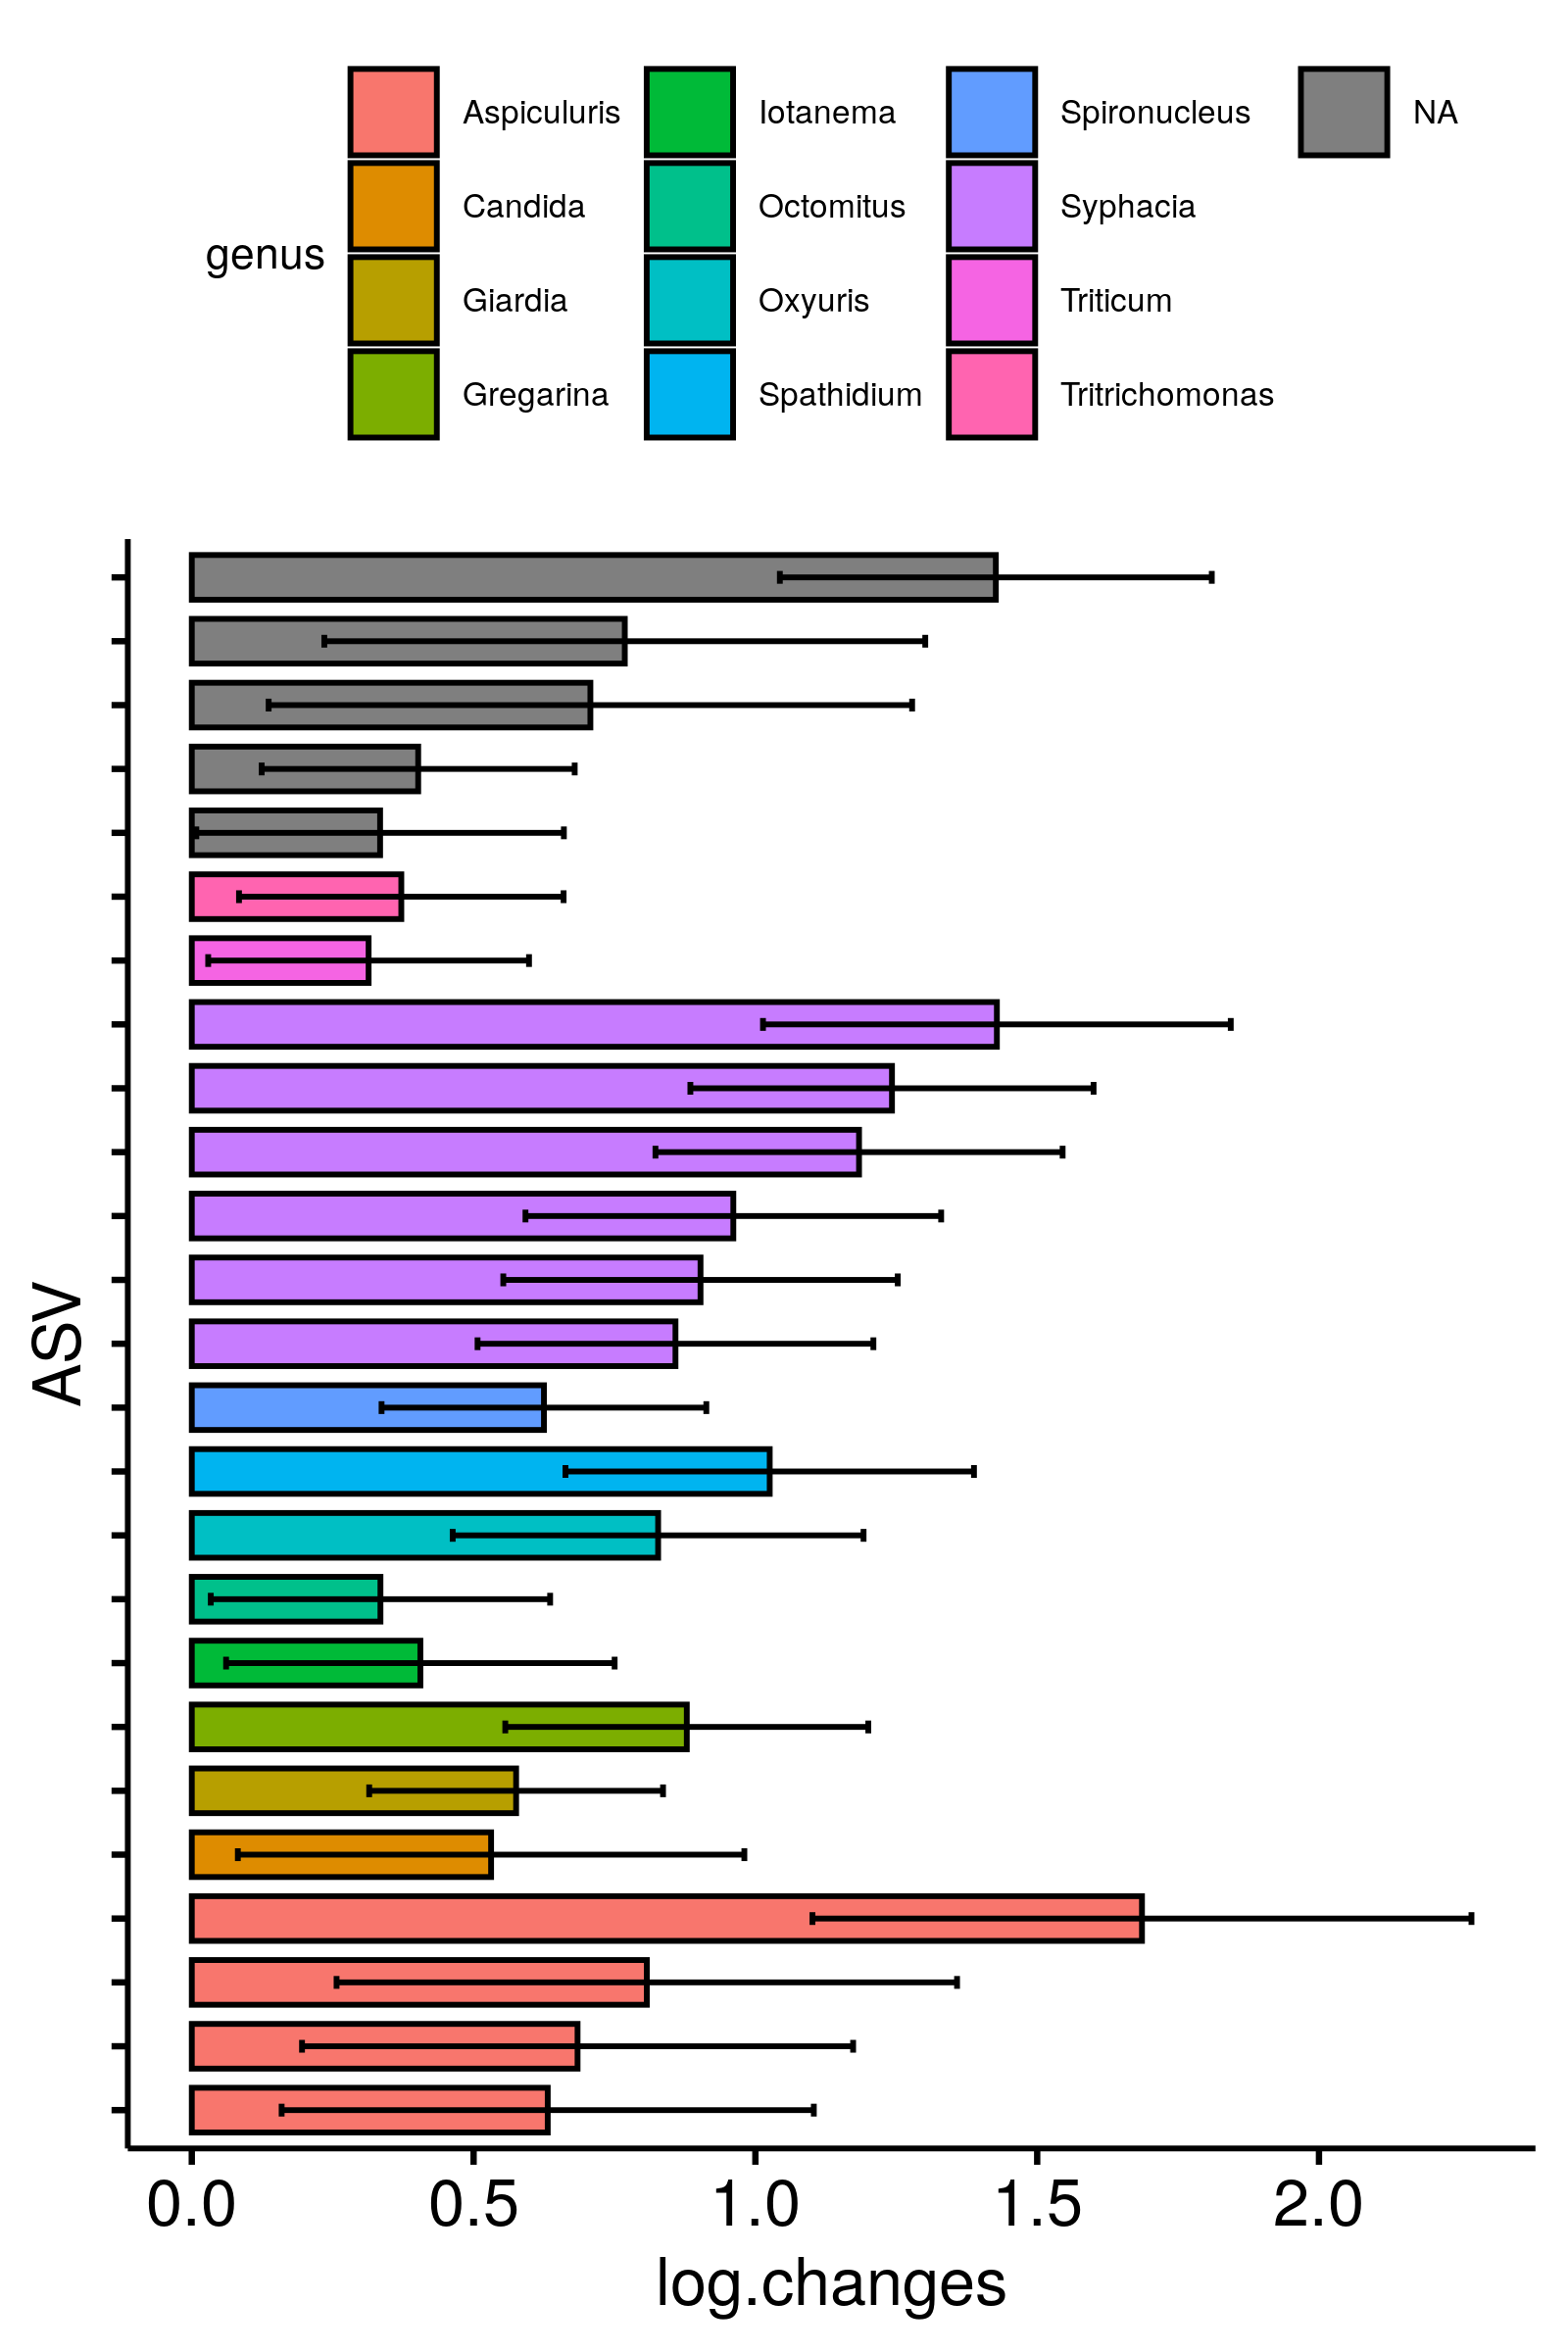 genus
Aspiculuris
Candida
Giardia
Gregarina
Iotanema
Octomitus
Oxyuris
Spathidium
Spironucleus
Syphacia
Triticum
Tritrichomonas
NA
ASV
0.0 0.5 1.0 1.5 2.0
log.changes